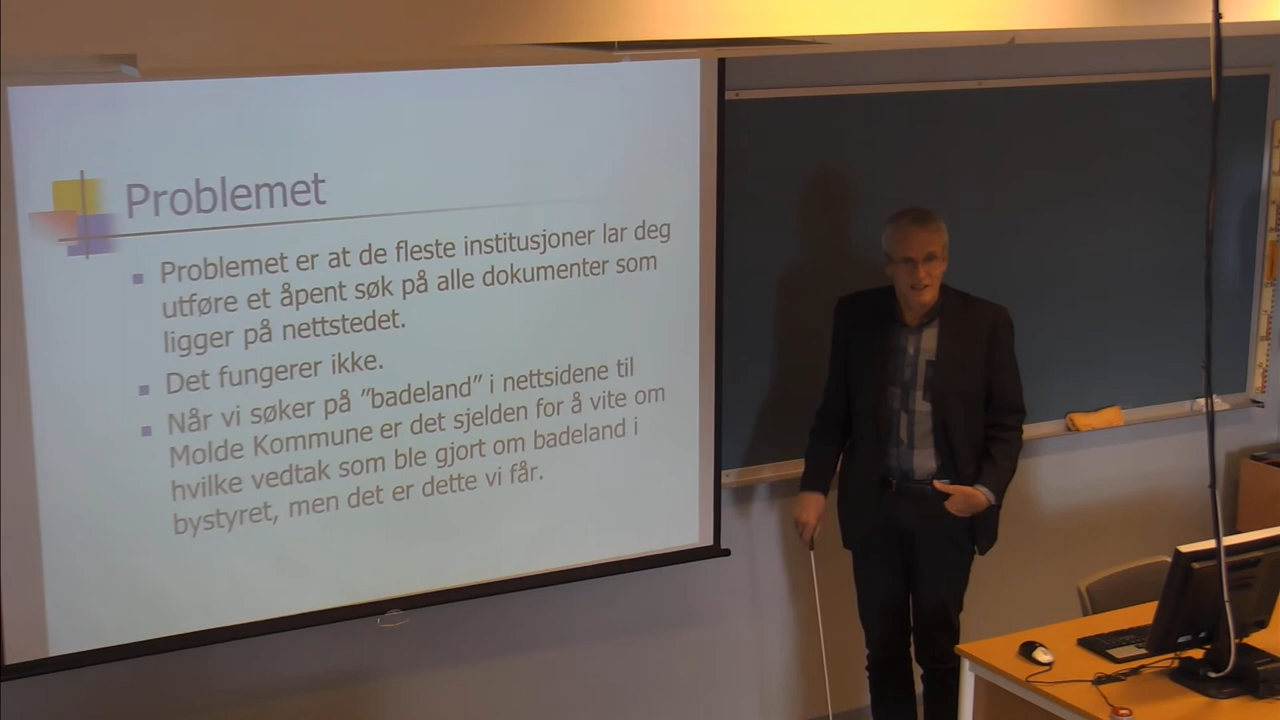 Problemet
Problemet er at de fleste institusjoner lar deg
utføre et åpent søk på alle dokumenter som
ligger på nettstedet.
Det fungerer ikke.
Når vi søker på ”badeland” i nettsidene til
Molde Kommune er det sjelden for å vite om
hvilke vedtak som ble gjort om badeland i
bystyret, men det er dette vi får.